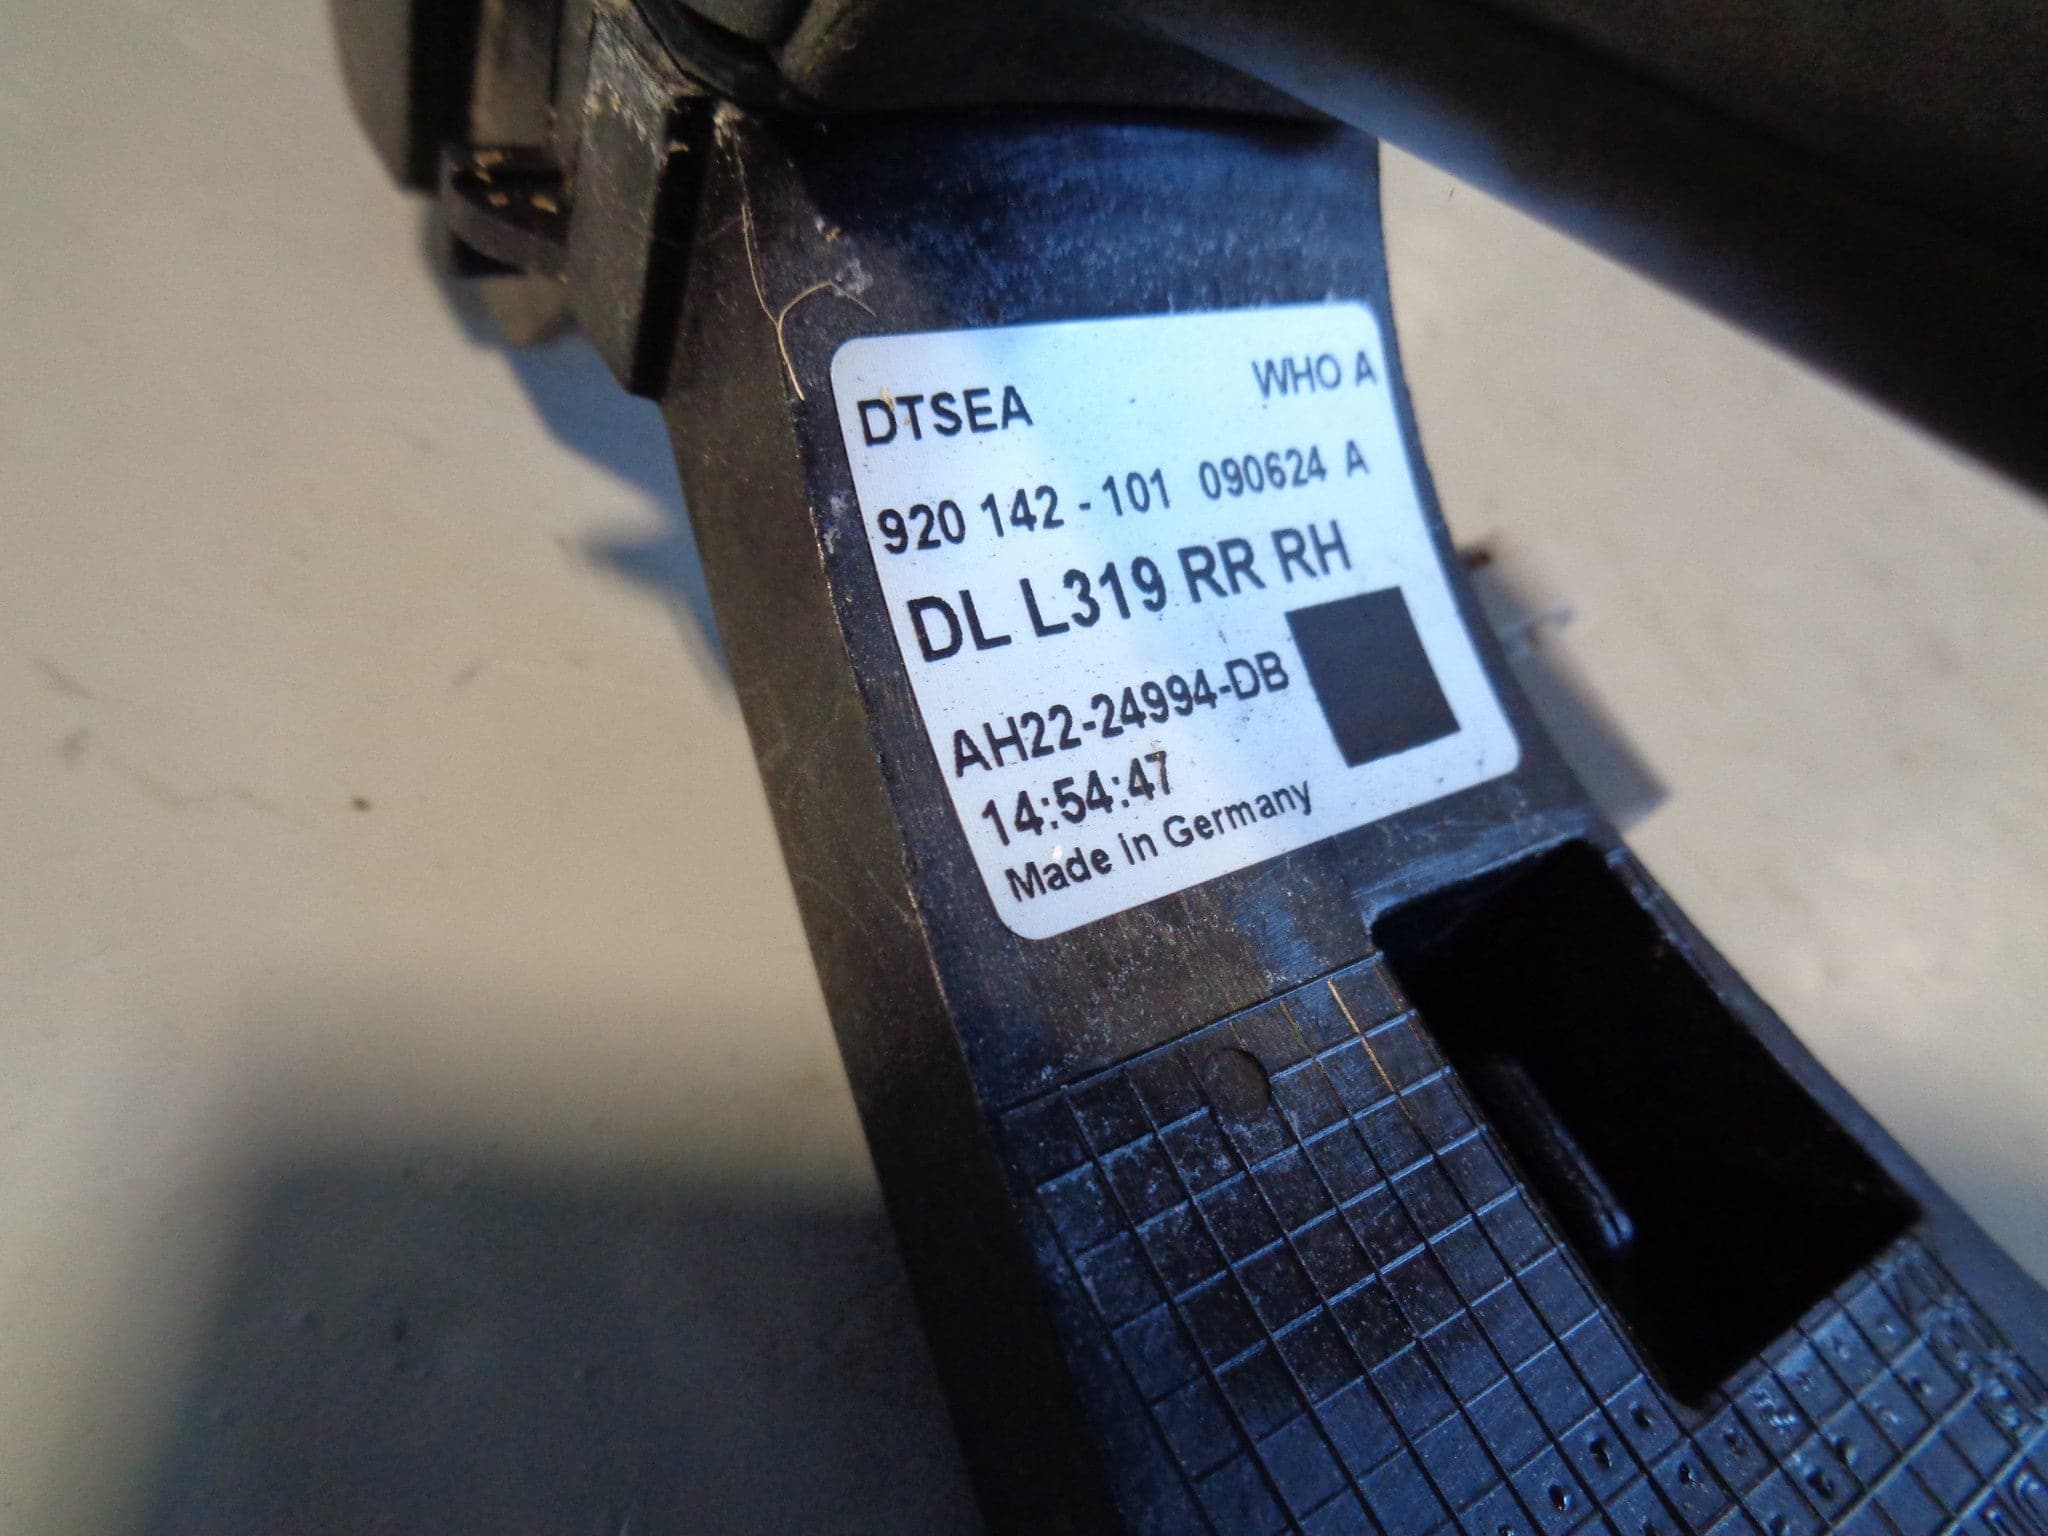 DTSEA WHO A
920 142 - 101 090624 A
DL L319 RR RH
AH22-24994-DB
14:54:47
Made in Germany